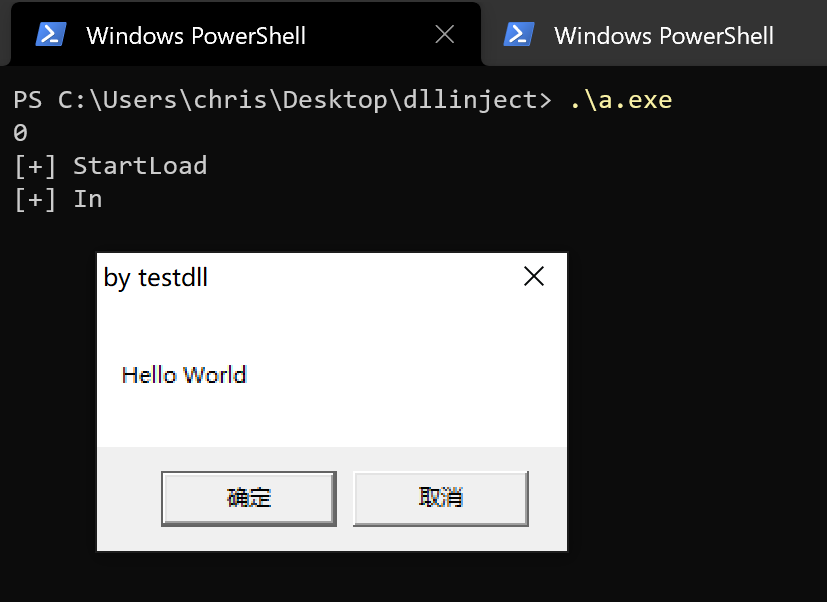 Windows PowerShell
Windows PowerShell
PS C:\Users\chris\Desktop\dllinject> .\a.exe
0
[+] StartLoad
[+] In
by testdll
Hello World
确定
取消